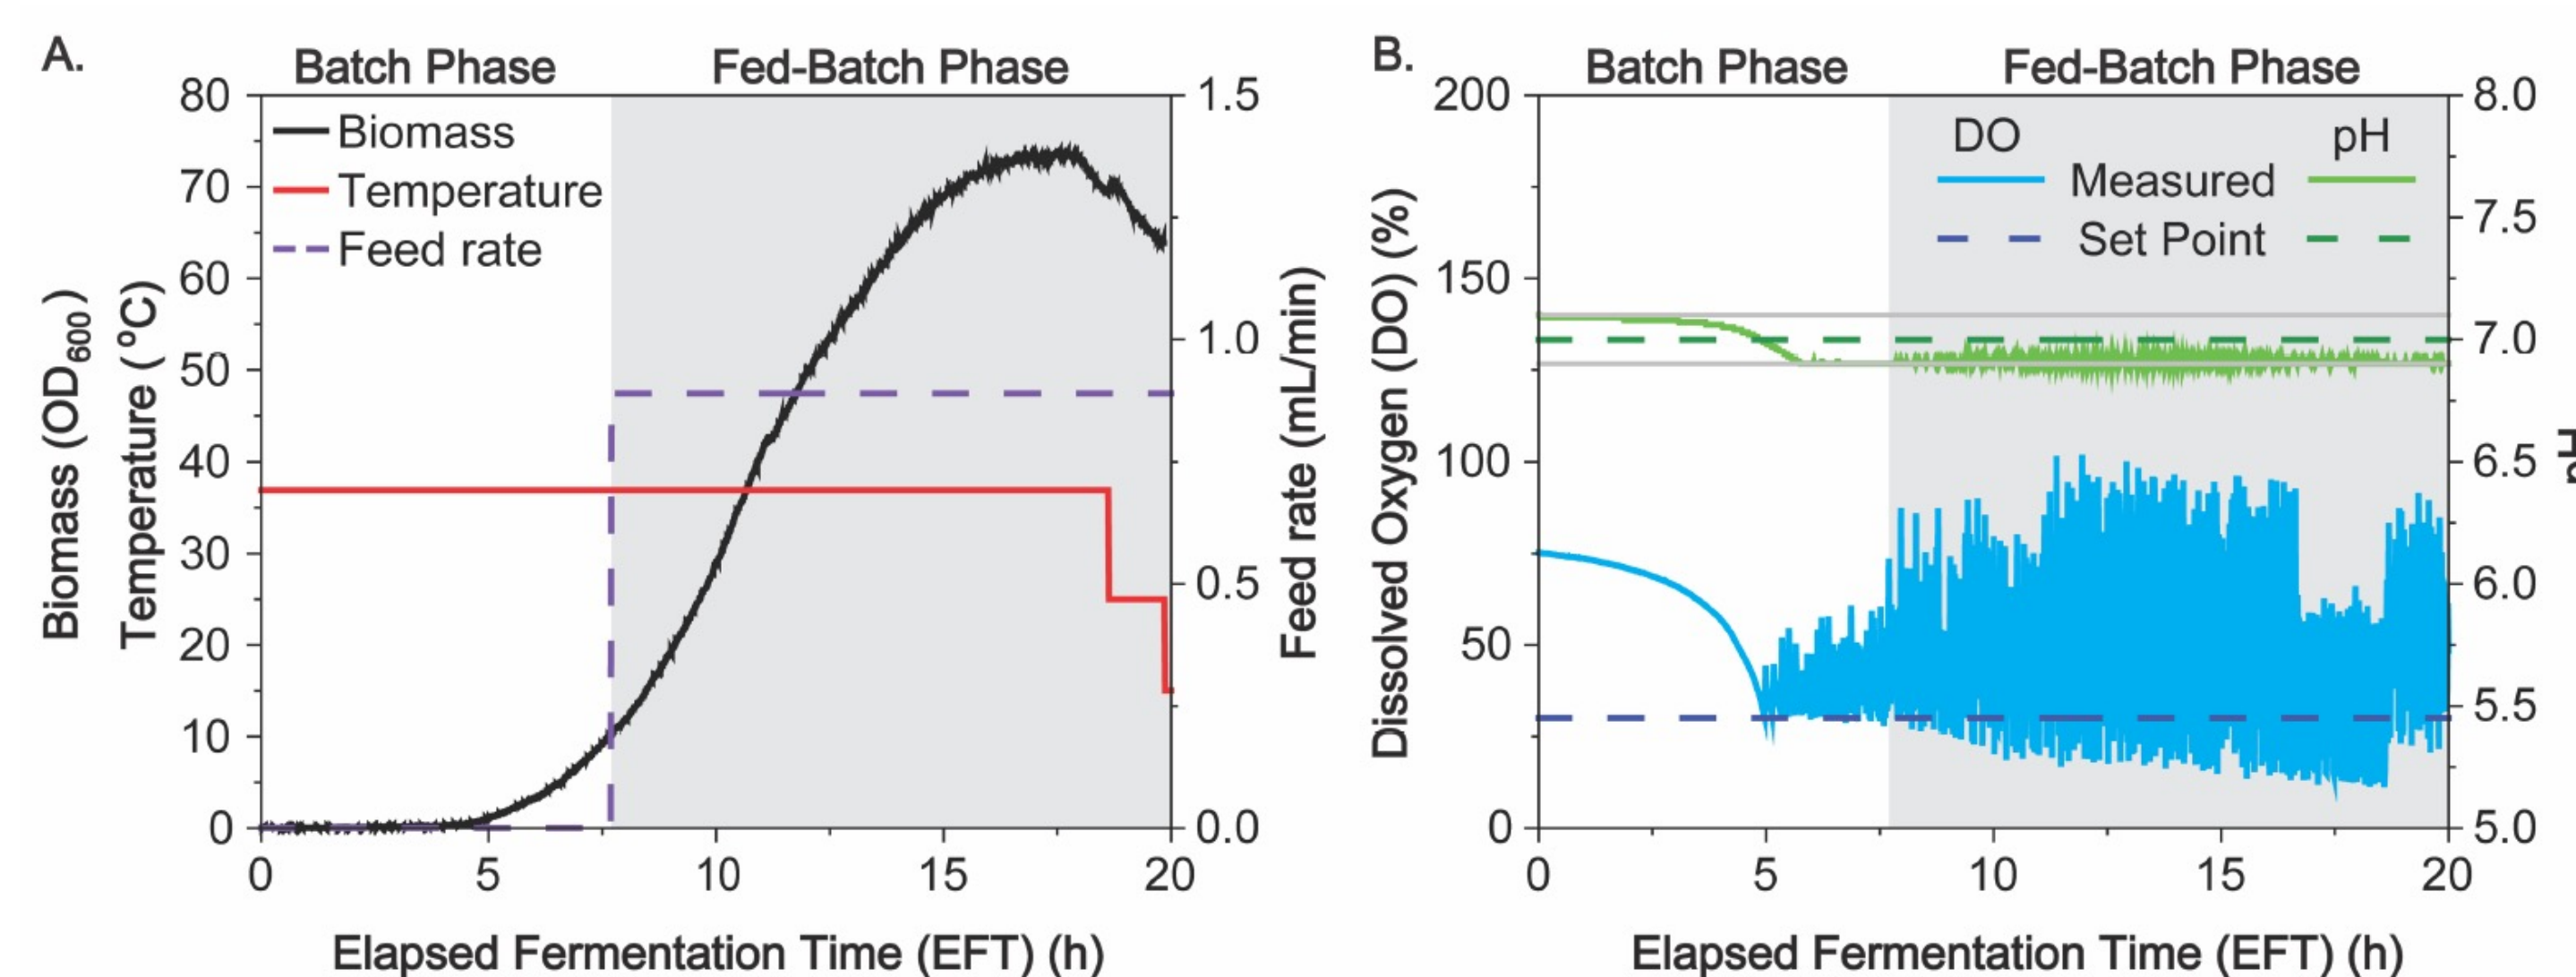 A.
Batch Phase
Fed-Batch Phase
Biomass
Temperature
Feed rate
80
70
60
50
40
30
20
10
0
1.5
1.0
0.5
0.0
0
5
10
15
20
Biomass (OD600)
Temperature (ºC)
Feed rate (mL/min)
Elapsed Fermentation Time (EFT) (h)
B.
Batch Phase
Fed-Batch Phase
DO
pH
Measured
Set Point
200
150
100
50
0
8.0
7.5
7.0
6.5
6.0
5.5
5.0
0
5
10
15
20
Dissolved Oxygen (DO) (%)
pH
Elapsed Fermentation Time (EFT) (h)